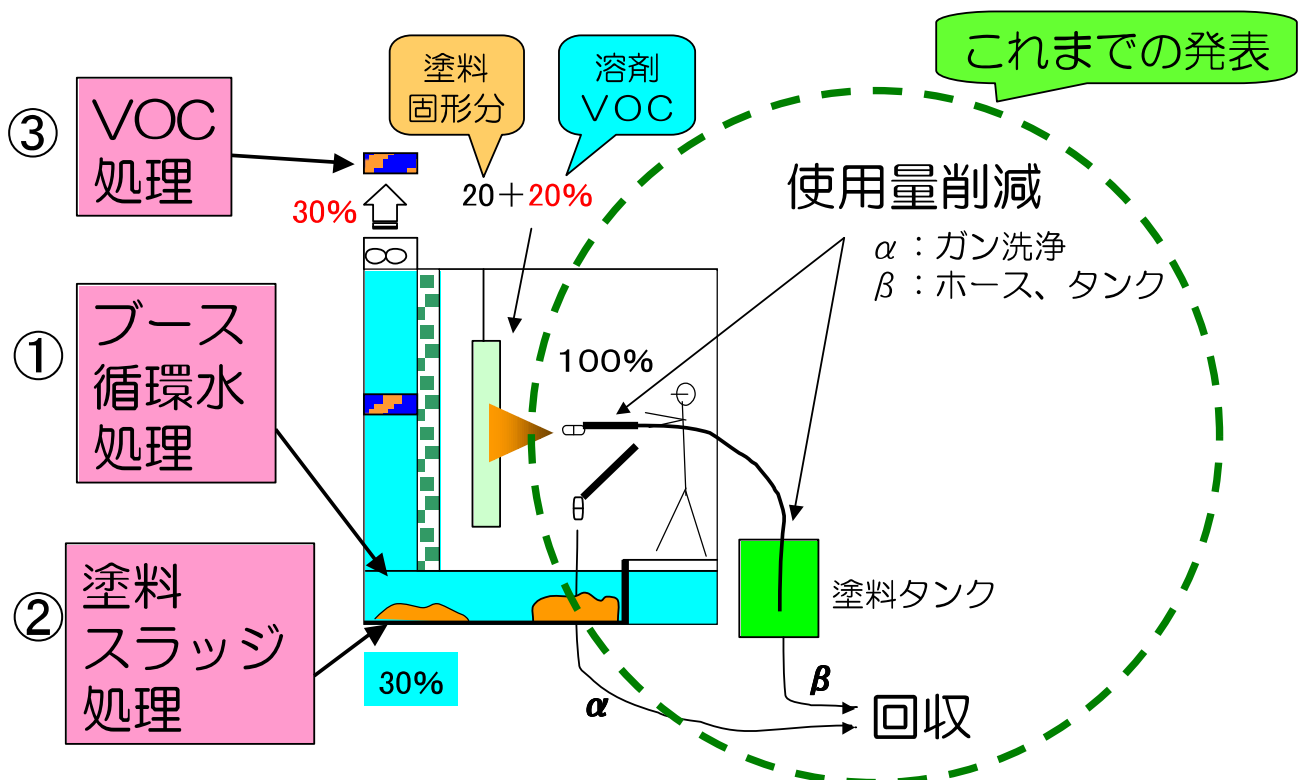 これまでの発表
塗料
固形分
溶剤
VOC
③
VOC
処理
30%
20+20%
使用量削減
α：ガン洗浄
β：ホース、タンク
①
ブース
循環水
処理
100%
②
塗料
スラッジ
処理
30%
塗料タンク
α
β
回収